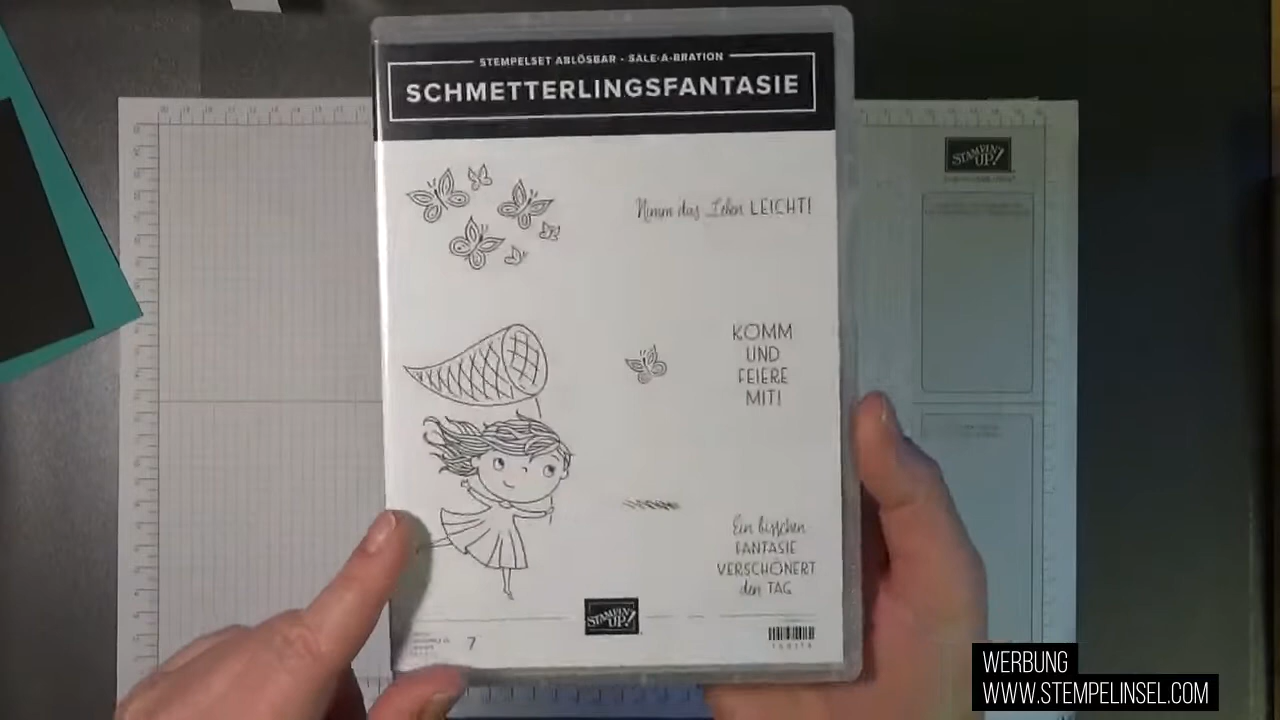 STEMPELSET ABLÖSBAR • SALE-A-BRATION
SCHMETTERLINGSFANTASIE
Nimm das Leben LEICHT!
KOMM
UND
FEIERE
MIT!
Ein bisschen
FANTASIE
VERSCHÖNERT
den TAG
STAMPIN' UP!
7
STAMPIN' UP!
WERBUNG
WWW.STEMPELINSEL.COM